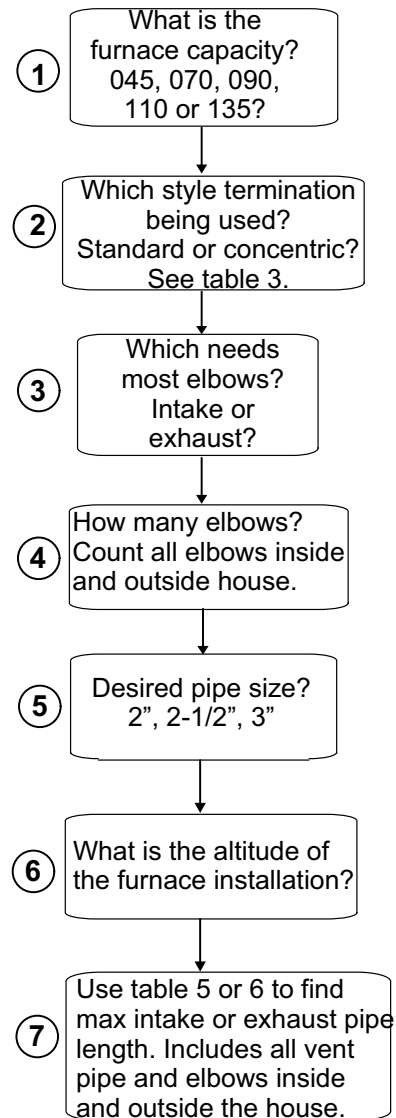 1
What is the
furnace capacity?
045, 070, 090,
110 or 135?
2
Which style termination
being used?
Standard or concentric?
See table 3.
3
Which needs
most elbows?
Intake or
exhaust?
4
How many elbows?
Count all elbows inside
and outside house.
5
Desired pipe size?
2”, 2-1/2”, 3”
6
What is the altitude of
the furnace installation?
7
Use table 5 or 6 to find
max intake or exhaust pipe
length. Includes all vent
pipe and elbows inside
and outside the house.